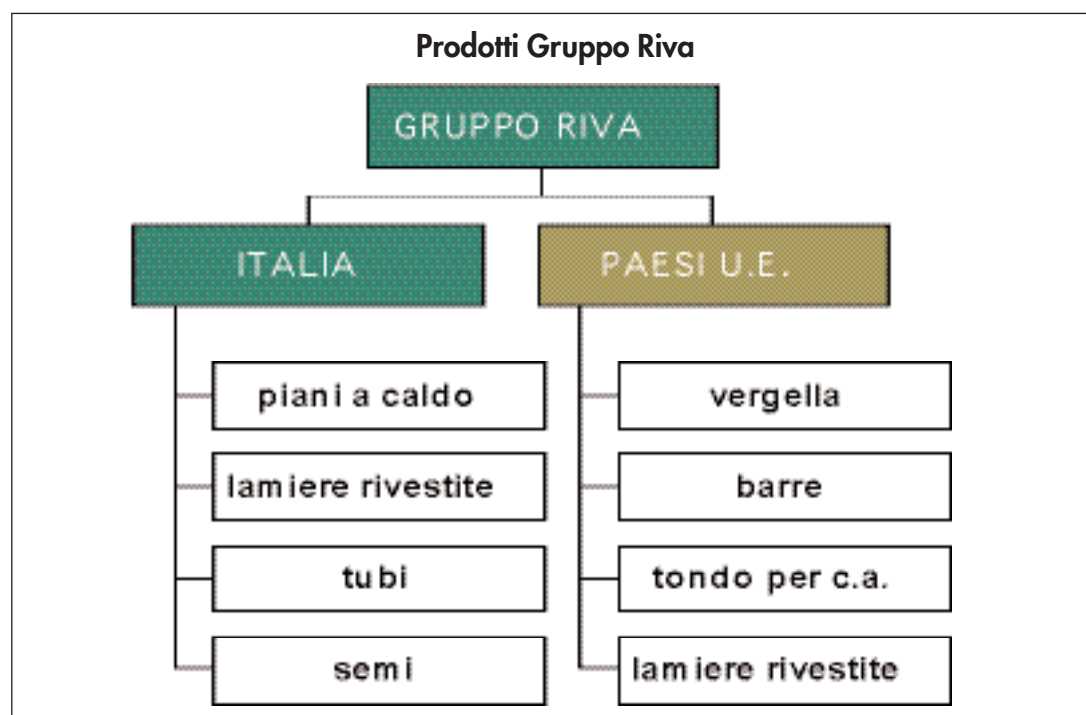 Prodotti Gruppo Riva
GRUPPO RIVA
ITALIA
PAESI U.E.
piani a caldo
vergella
lamiere rivestite
barre
tubi
tondo per c.a.
semi
lamiere rivestite